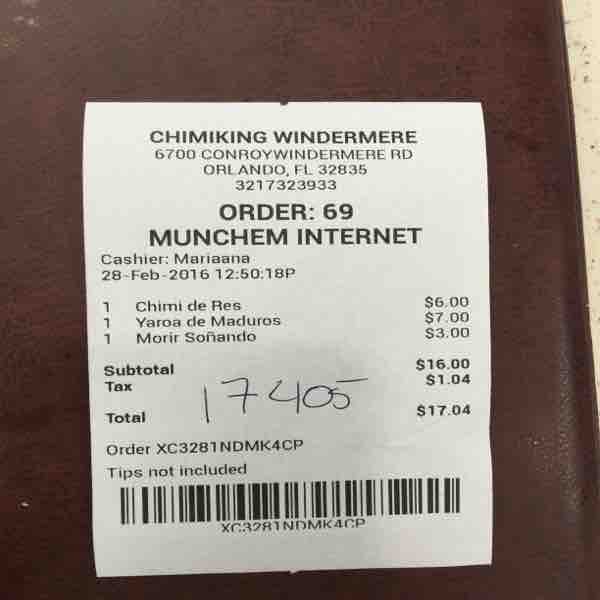 CHIMIKING WINDERMERE
6700 CONROYWINDERMERE RD
ORLANDO, FL 32835
3217323933
ORDER: 69
MUNCHEM INTERNET
Cashier: Mariaana
28-Feb-2016 12:50:18P
1 Chimi de Res $6.00
1 Yaroa de Maduros $7.00
1 Morir Soñando $3.00
Subtotal $16.00
Tax $1.04
17405
Total $17.04
Order XC3281NDMK4CP
Tips not included
XC3281NDMK4CP